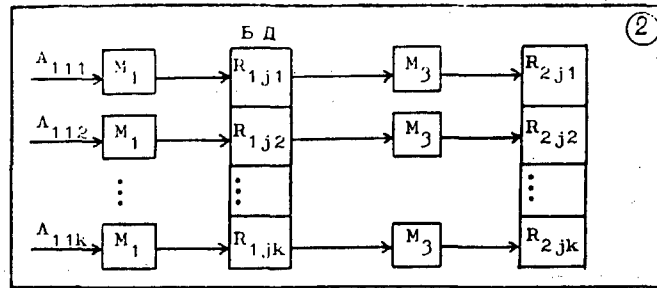 Б Д
②
A₁₁₁ M₁ R₁ⱼ₁ M₃ R₂ⱼ₁
A₁₁₂ M₁ R₁ⱼ₂ M₃ R₂ⱼ₂
⋮ ⋮ ⋮
A₁₁ₖ M₁ R₁ⱼₖ M₃ R₂ⱼₖ